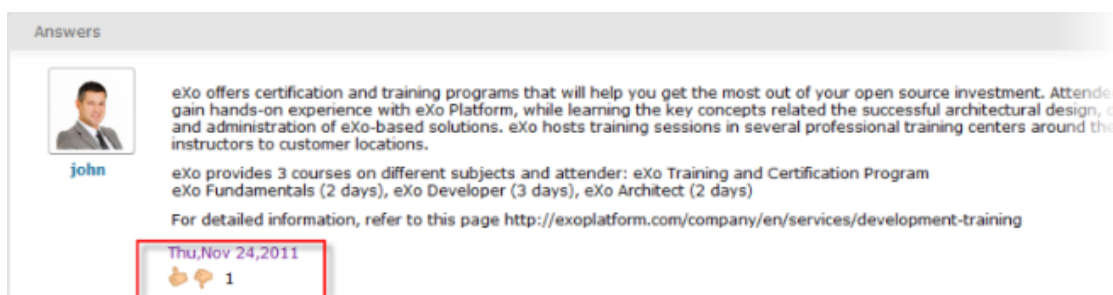 Answers
eXo offers certification and training programs that will help you get the most out of your open source investment.
gain hands-on experience with eXo Platform, while learning the key concepts related the successful architectural design,
and administration of eXo-based solutions. eXo hosts training sessions in several professional training centers around the
instructors to customer locations.
john
eXo provides 3 courses on different subjects and attender: eXo Training and Certification Program
eXo Fundamentals (2 days), eXo Developer (3 days), eXo Architect (2 days)
For detailed information, refer to this page http://exoplatform.com/company/en/services/development-training
Thu,Nov 24,2011
1